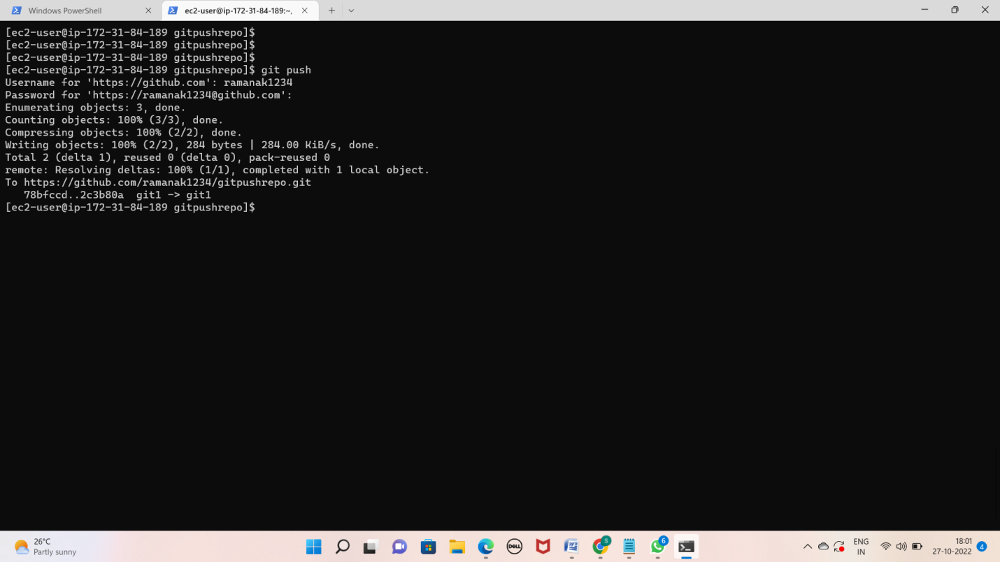 Windows PowerShell
ec2-user@ip-172-31-84-189:~,
[ec2-user@ip-172-31-84-189 gitpushrepo]$
[ec2-user@ip-172-31-84-189 gitpushrepo]$
[ec2-user@ip-172-31-84-189 gitpushrepo]$
[ec2-user@ip-172-31-84-189 gitpushrepo]$ git push
Username for 'https://github.com': ramanak1234
Password for 'https://ramanak1234@github.com':
Enumerating objects: 3, done.
Counting objects: 100% (3/3), done.
Compressing objects: 100% (2/2), done.
Writing objects: 100% (2/2), 284 bytes | 284.00 KiB/s, done.
Total 2 (delta 1), reused 0 (delta 0), pack-reused 0
remote: Resolving deltas: 100% (1/1), completed with 1 local object.
To https://github.com/ramanak1234/gitpushrepo.git
   78bfccd..2c3b80a  git1 -> git1
[ec2-user@ip-172-31-84-189 gitpushrepo]$
26°C
Partly sunny
DELL
W
S
6
ENG
IN
18:01
27-10-2022
4